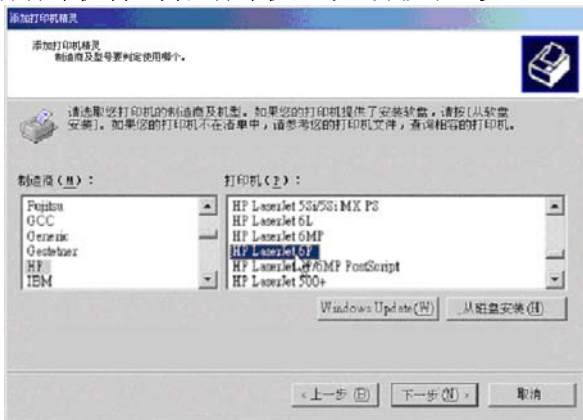 添加打印机精灵
添加打印机精灵
制造商及型号要判定使用哪个。
请选取您打印机的制造商及机型。如果您的打印机提供了安装软盘，请按[从软盘
安装]。如果您的打印机不在清单中，请参考您的打印机文件，查询相容的打印机。
制造商(M)：
打印机(P)：
Fujitsu
GCC
Generic
Gestetner
HP
IBM
HP LaserJet 5Si/5Si MX PS
HP LaserJet 6L
HP LaserJet 6MP
HP LaserJet 6P
HP LaserJet 6P/6MP PostScript
HP LaserJet 500+
Windows Update(W)
从磁盘安装(H)
<上一步(B)
下一步(N)>
取消